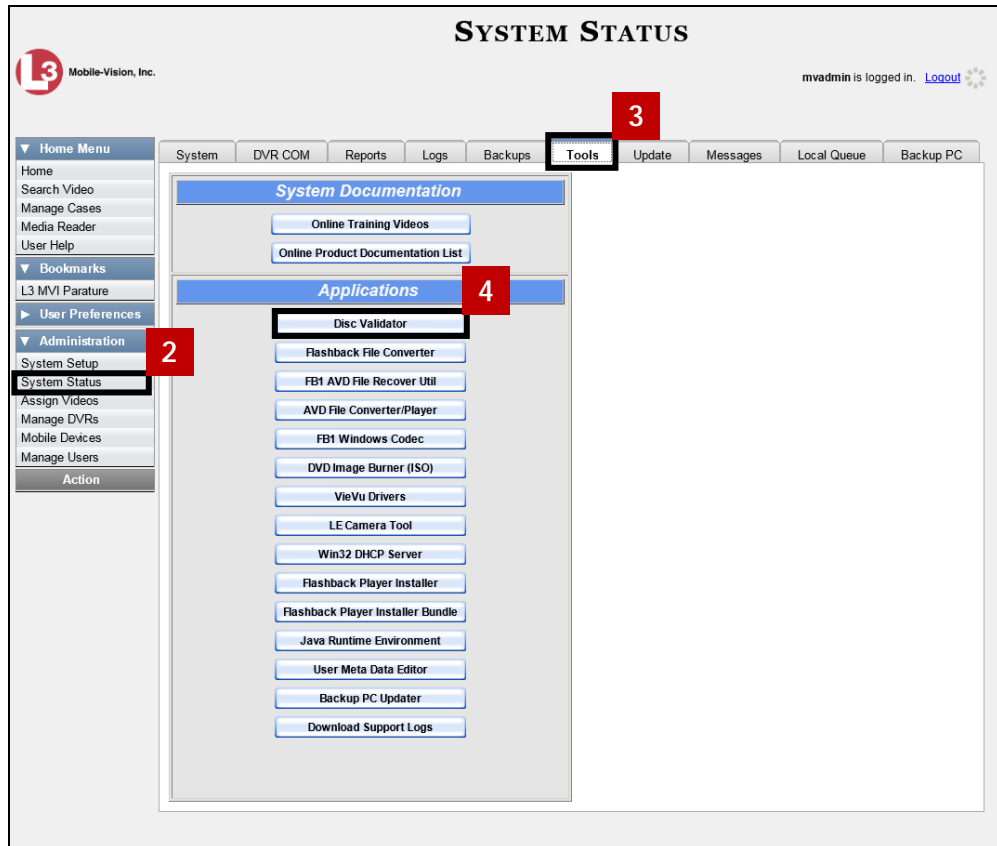 SYSTEM STATUS
L3 Mobile-Vision, Inc.
mvadmin is logged in. Logout
3
▼ Home Menu
Home
Search Video
Manage Cases
Media Reader
User Help
▼ Bookmarks
L3 MVI Parature
▶ User Preferences
▼ Administration
2
System Setup
System Status
Assign Videos
Manage DVRs
Mobile Devices
Manage Users
Action
System DVR COM Reports Logs Backups Tools Update Messages Local Queue Backup PC
System Documentation
Online Training Videos
Online Product Documentation List
Applications
4
Disc Validator
Flashback File Converter
FB1 AVD File Recover Util
AVD File Converter/Player
FB1 Windows Codec
DVD Image Burner (ISO)
VieVu Drivers
LE Camera Tool
Win32 DHCP Server
Flashback Player Installer
Flashback Player Installer Bundle
Java Runtime Environment
User Meta Data Editor
Backup PC Updater
Download Support Logs